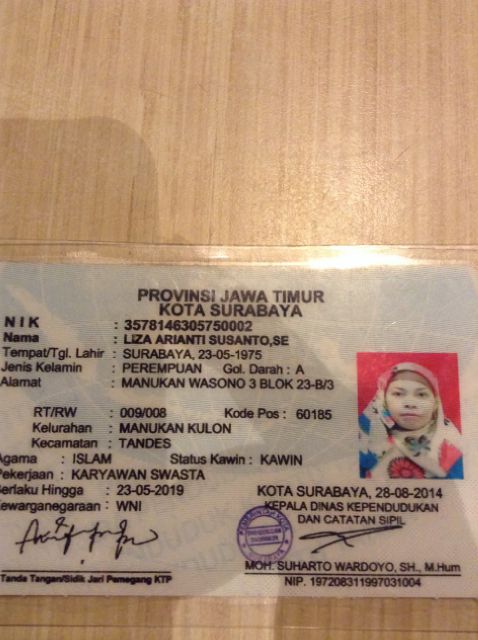 PROVINSI JAWA TIMUR
KOTA SURABAYA
NIK : 3578146305750002
Nama : LIZA ARIANTI SUSANTO,SE
Tempat/Tgl. Lahir : SURABAYA, 23-05-1975
Jenis Kelamin : PEREMPUAN Gol. Darah : A
Alamat : MANUKAN WASONO 3 BLOK 23-B/3
RT/RW : 009/008 Kode Pos : 60185
Kelurahan : MANUKAN KULON
Kecamatan : TANDES
Agama : ISLAM Status Kawin : KAWIN
Pekerjaan : KARYAWAN SWASTA
Berlaku Hingga : 23-05-2019
Kewarganegaraan : WNI
KOTA SURABAYA, 28-08-2014
KEPALA DINAS KEPENDUDUKAN
DAN CATATAN SIPIL
MOH. SUHARTO WARDOYO, SH., M.Hum
NIP. 197208311997031004
Tanda Tangan/Sidik Jari Pemegang KTP